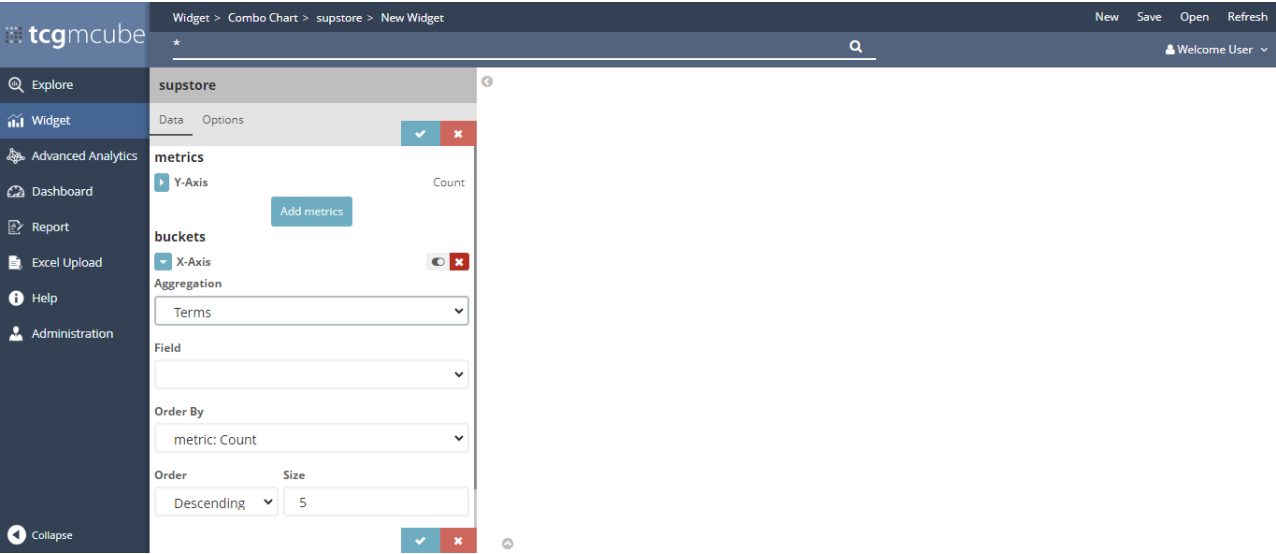 tcgmcube
Widget > Combo Chart > supstore > New Widget
New Save Open Refresh
*
Welcome User
Explore
Widget
Advanced Analytics
Dashboard
Report
Excel Upload
Help
Administration
Collapse
supstore
Data Options
metrics
Y-Axis Count
Add metrics
buckets
X-Axis
Aggregation
Terms
Field
Order By
metric: Count
Order Size
Descending 5